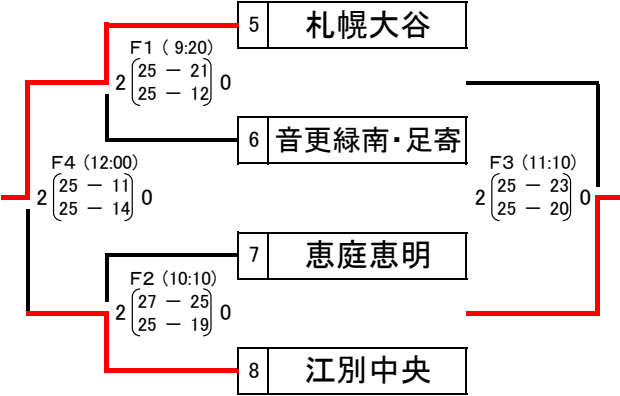 5 札幌大谷
F1 ( 9:20)
2 25 － 21 0
25 － 12
6 音更緑南・足寄
F4 (12:00)
2 25 － 11 0
25 － 14
F3 (11:10)
2 25 － 23 0
25 － 20
7 恵庭恵明
F2 (10:10)
2 27 － 25 0
25 － 19
8 江別中央